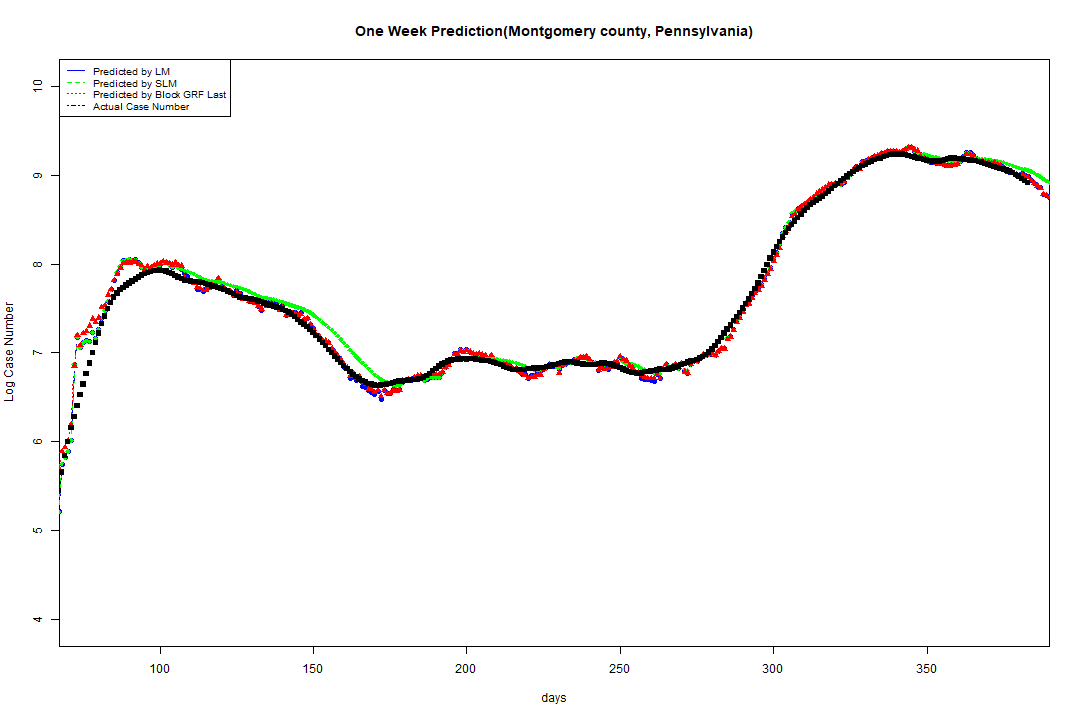 One Week Prediction(Montgomery county, Pennsylvania)
Predicted by LM
Predicted by SLM
Predicted by Block GRF Last
Actual Case Number
10
9
8
7
6
5
4
Log Case Number
100 150 200 250 300 350
days